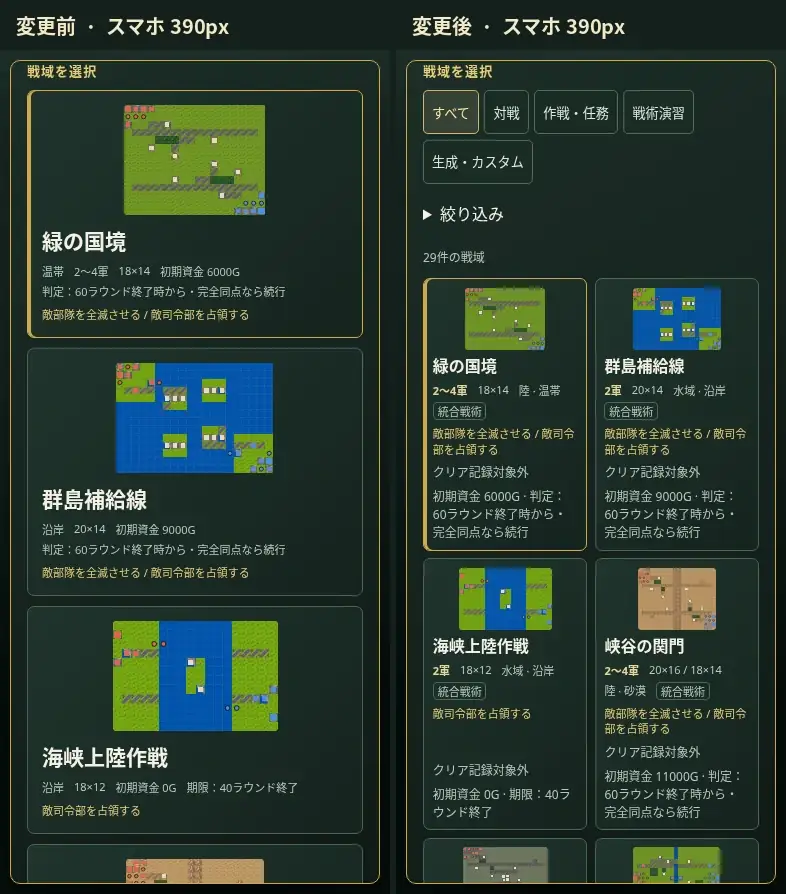 変更前 · スマホ 390px
戦域を選択
緑の国境
温帯 2〜4軍 18×14 初期資金 6000G
判定：60ラウンド終了時から・完全同点なら続行
敵部隊を全滅させる / 敵司令部を占領する
群島補給線
沿岸 20×14 初期資金 9000G
判定：60ラウンド終了時から・完全同点なら続行
敵部隊を全滅させる / 敵司令部を占領する
海峡上陸作戦
沿岸 18×12 初期資金 0G 期限：40ラウンド終了
敵司令部を占領する
変更後 · スマホ 390px
戦域を選択
すべて 対戦 作戦・任務 戦術演習
生成・カスタム
▶ 絞り込み
29件の戦域
緑の国境
2〜4軍 18×14 陸 · 温帯
統合戦術
敵部隊を全滅させる / 敵司令
部を占領する
クリア記録対象外
初期資金 6000G · 判定：
60ラウンド終了時から・
完全同点なら続行
群島補給線
2軍 20×14 水域 · 沿岸
統合戦術
敵部隊を全滅させる / 敵司令
部を占領する
クリア記録対象外
初期資金 9000G · 判定：
60ラウンド終了時から・
完全同点なら続行
海峡上陸作戦
2軍 18×12 水域 · 沿岸
統合戦術
敵司令部を占領する
クリア記録対象外
初期資金 0G · 期限：40ラ
ウンド終了
峡谷の関門
2〜4軍 20×16 / 18×14
陸 · 砂漠 統合戦術
敵部隊を全滅させる / 敵司令
部を占領する
クリア記録対象外
初期資金 11000G · 判定：
60ラウンド終了時から・
完全同点なら続行